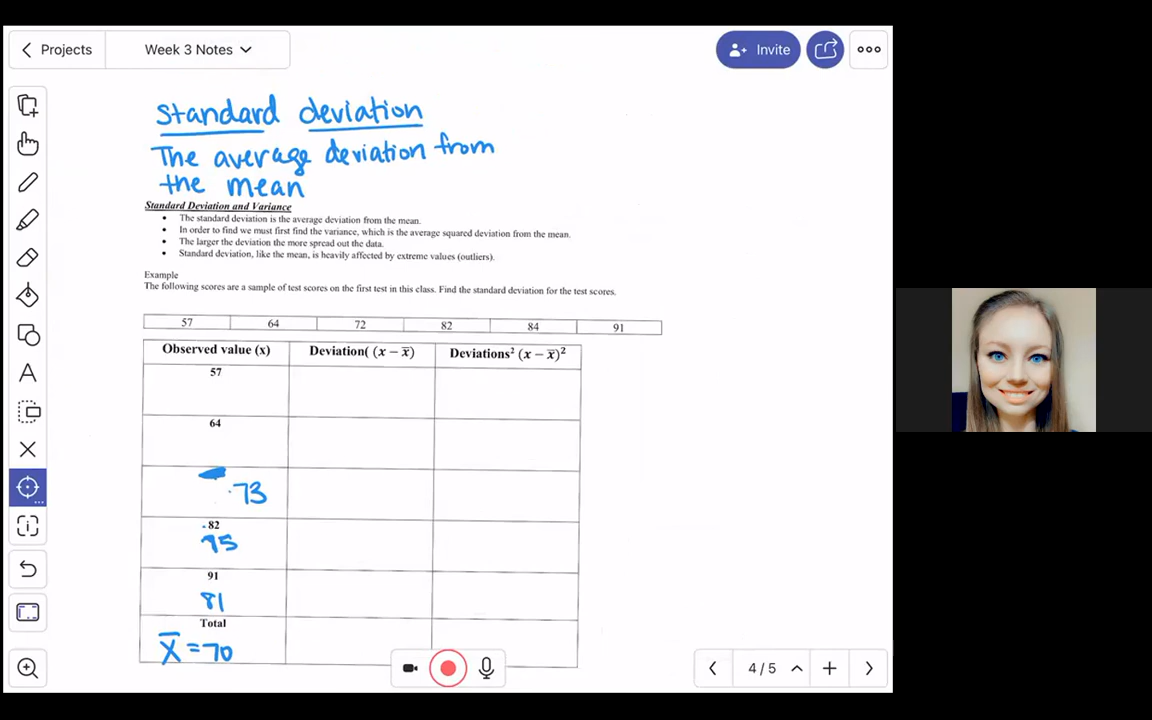 Projects
Week 3 Notes
Invite
Standard deviation
The average deviation from
the mean
Standard Deviation and Variance
• The standard deviation is the average deviation from the mean.
• In order to find we must first find the variance, which is the average squared deviation from the mean.
• The larger the deviation the more spread out the data.
• Standard deviation, like the mean, is heavily affected by extreme values (outliers).
Example
The following scores are a sample of test scores on the first test in this class. Find the standard deviation for the test scores.
57 64 72 82 84 91
Observed value (x) Deviation( (x − x̅) Deviations² (x − x̅)²
57
64
73
82
75
91
81
Total
X̅ = 70
4/5